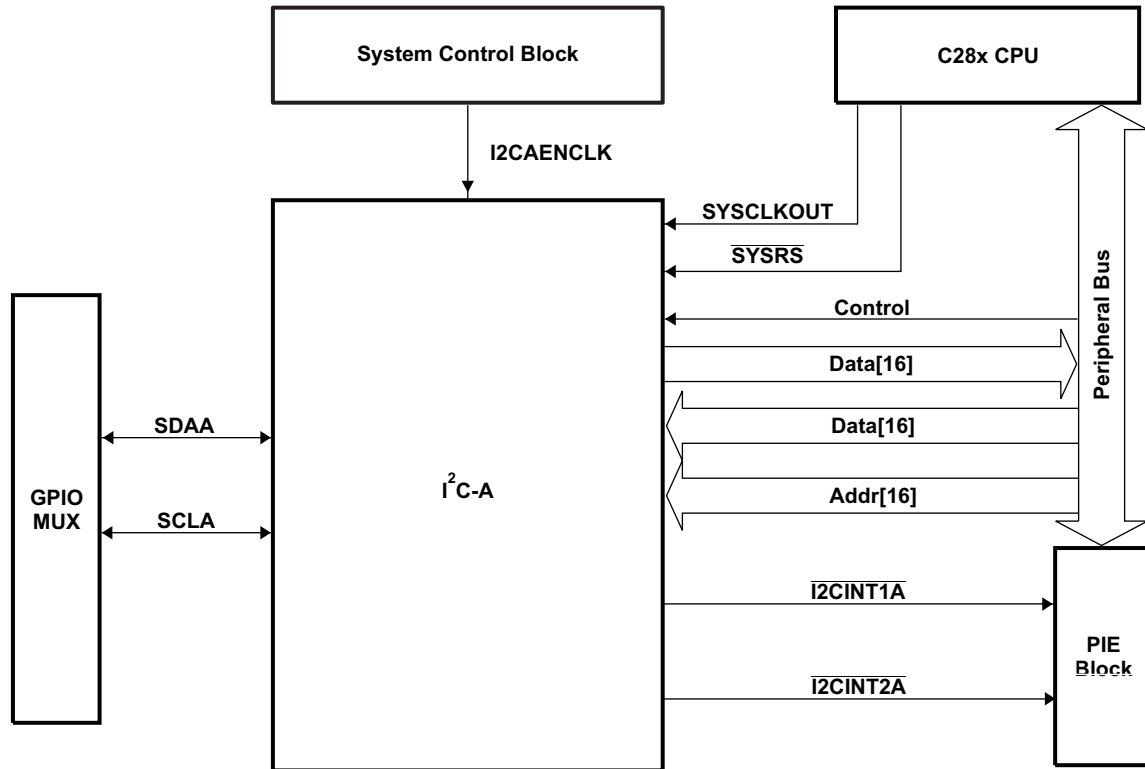 System Control Block
C28x CPU
I2CAENCLK
SYSCLKOUT
SYSRS
Control
Data[16]
Data[16]
Addr[16]
Peripheral Bus
SDAA
SCLA
GPIO
MUX
I²C-A
I2CINT1A
I2CINT2A
PIE
Block